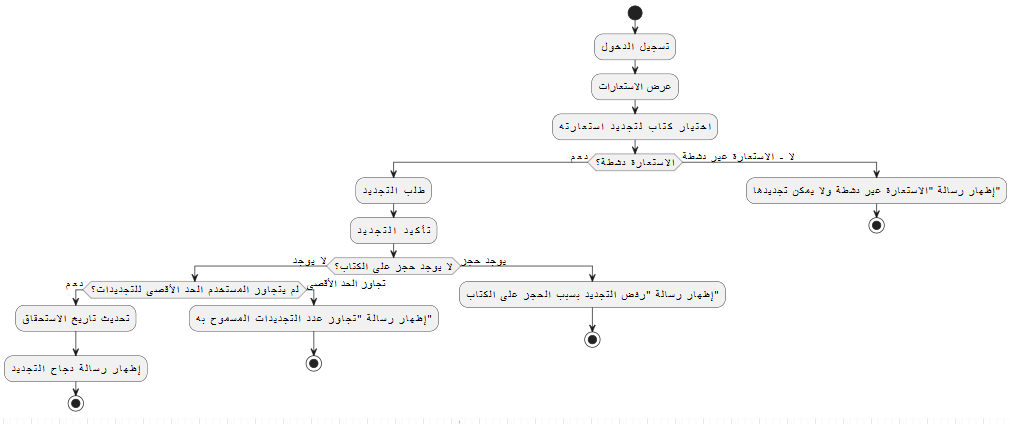 تسجيل الدخول
عرض الاستعارات
اختيار كتاب لتجديد استعارته
نعم
الاستعارة نشطة؟
لا - الاستعارة غير نشطة
طلب التجديد
إظهار رسالة "الاستعارة غير نشطة ولا يمكن تجديدها"
تأكيد التجديد
لا يوجد
لا يوجد حجز على الكتاب؟
يوجد حجز
نعم
لم يتجاوز المستخدم الحد الأقصى للتجديدات؟
تجاوز الحد الأقصى
إظهار رسالة "رفض التجديد بسبب الحجز على الكتاب"
تحديث تاريخ الاستحقاق
إظهار رسالة "تجاوز عدد التجديدات المسموح به"
إظهار رسالة نجاح التجديد